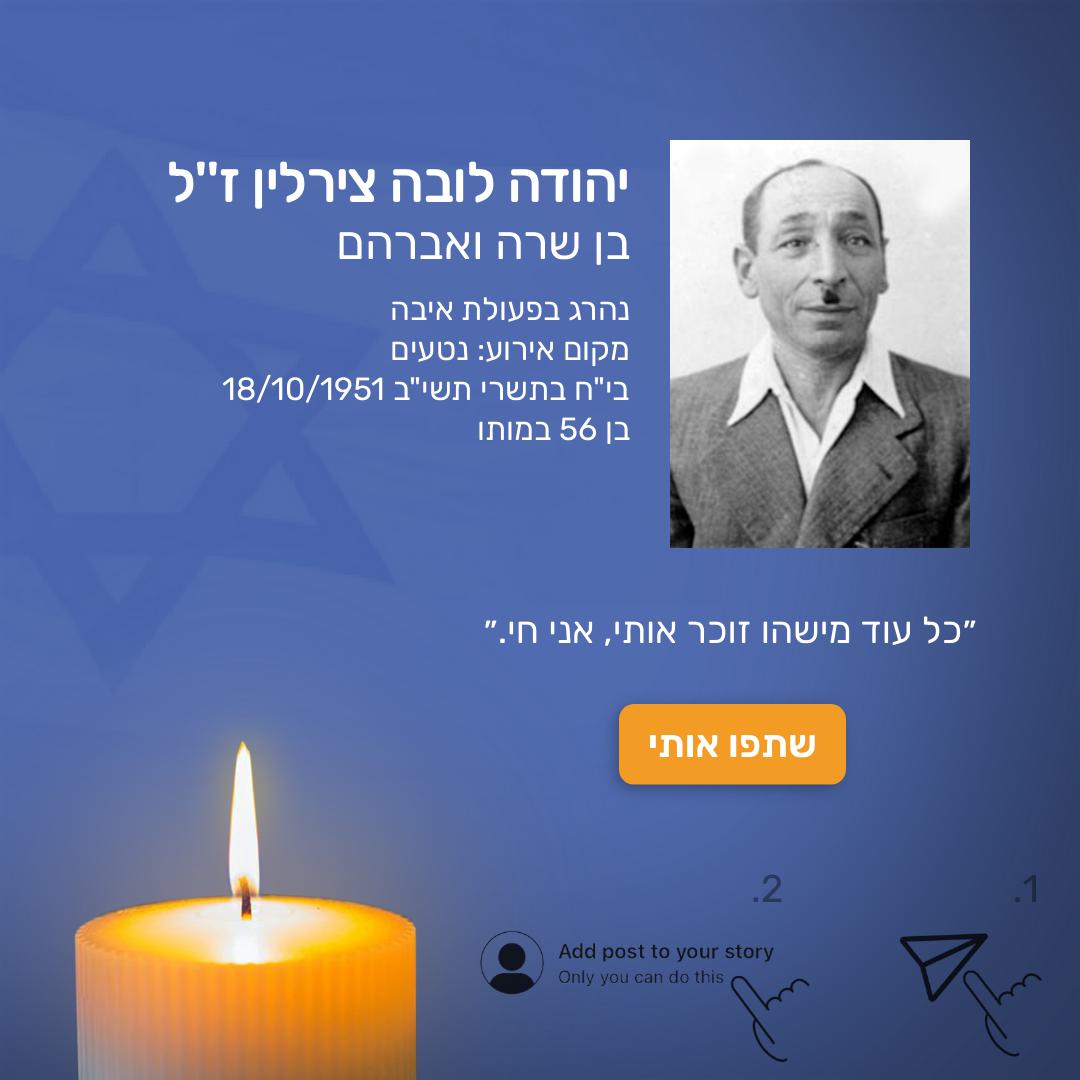 יהודה לובה צירלין ז"ל
בן שרה ואברהם
נהרג בפעולת איבה
מקום אירוע: נטעים
בי"ח בתשרי תשי"ב 18/10/1951
בן 56 במותו
״כל עוד מישהו זוכר אותי, אני חי.״
שתפו אותי
.1
.2
Add post to your story
Only you can do this